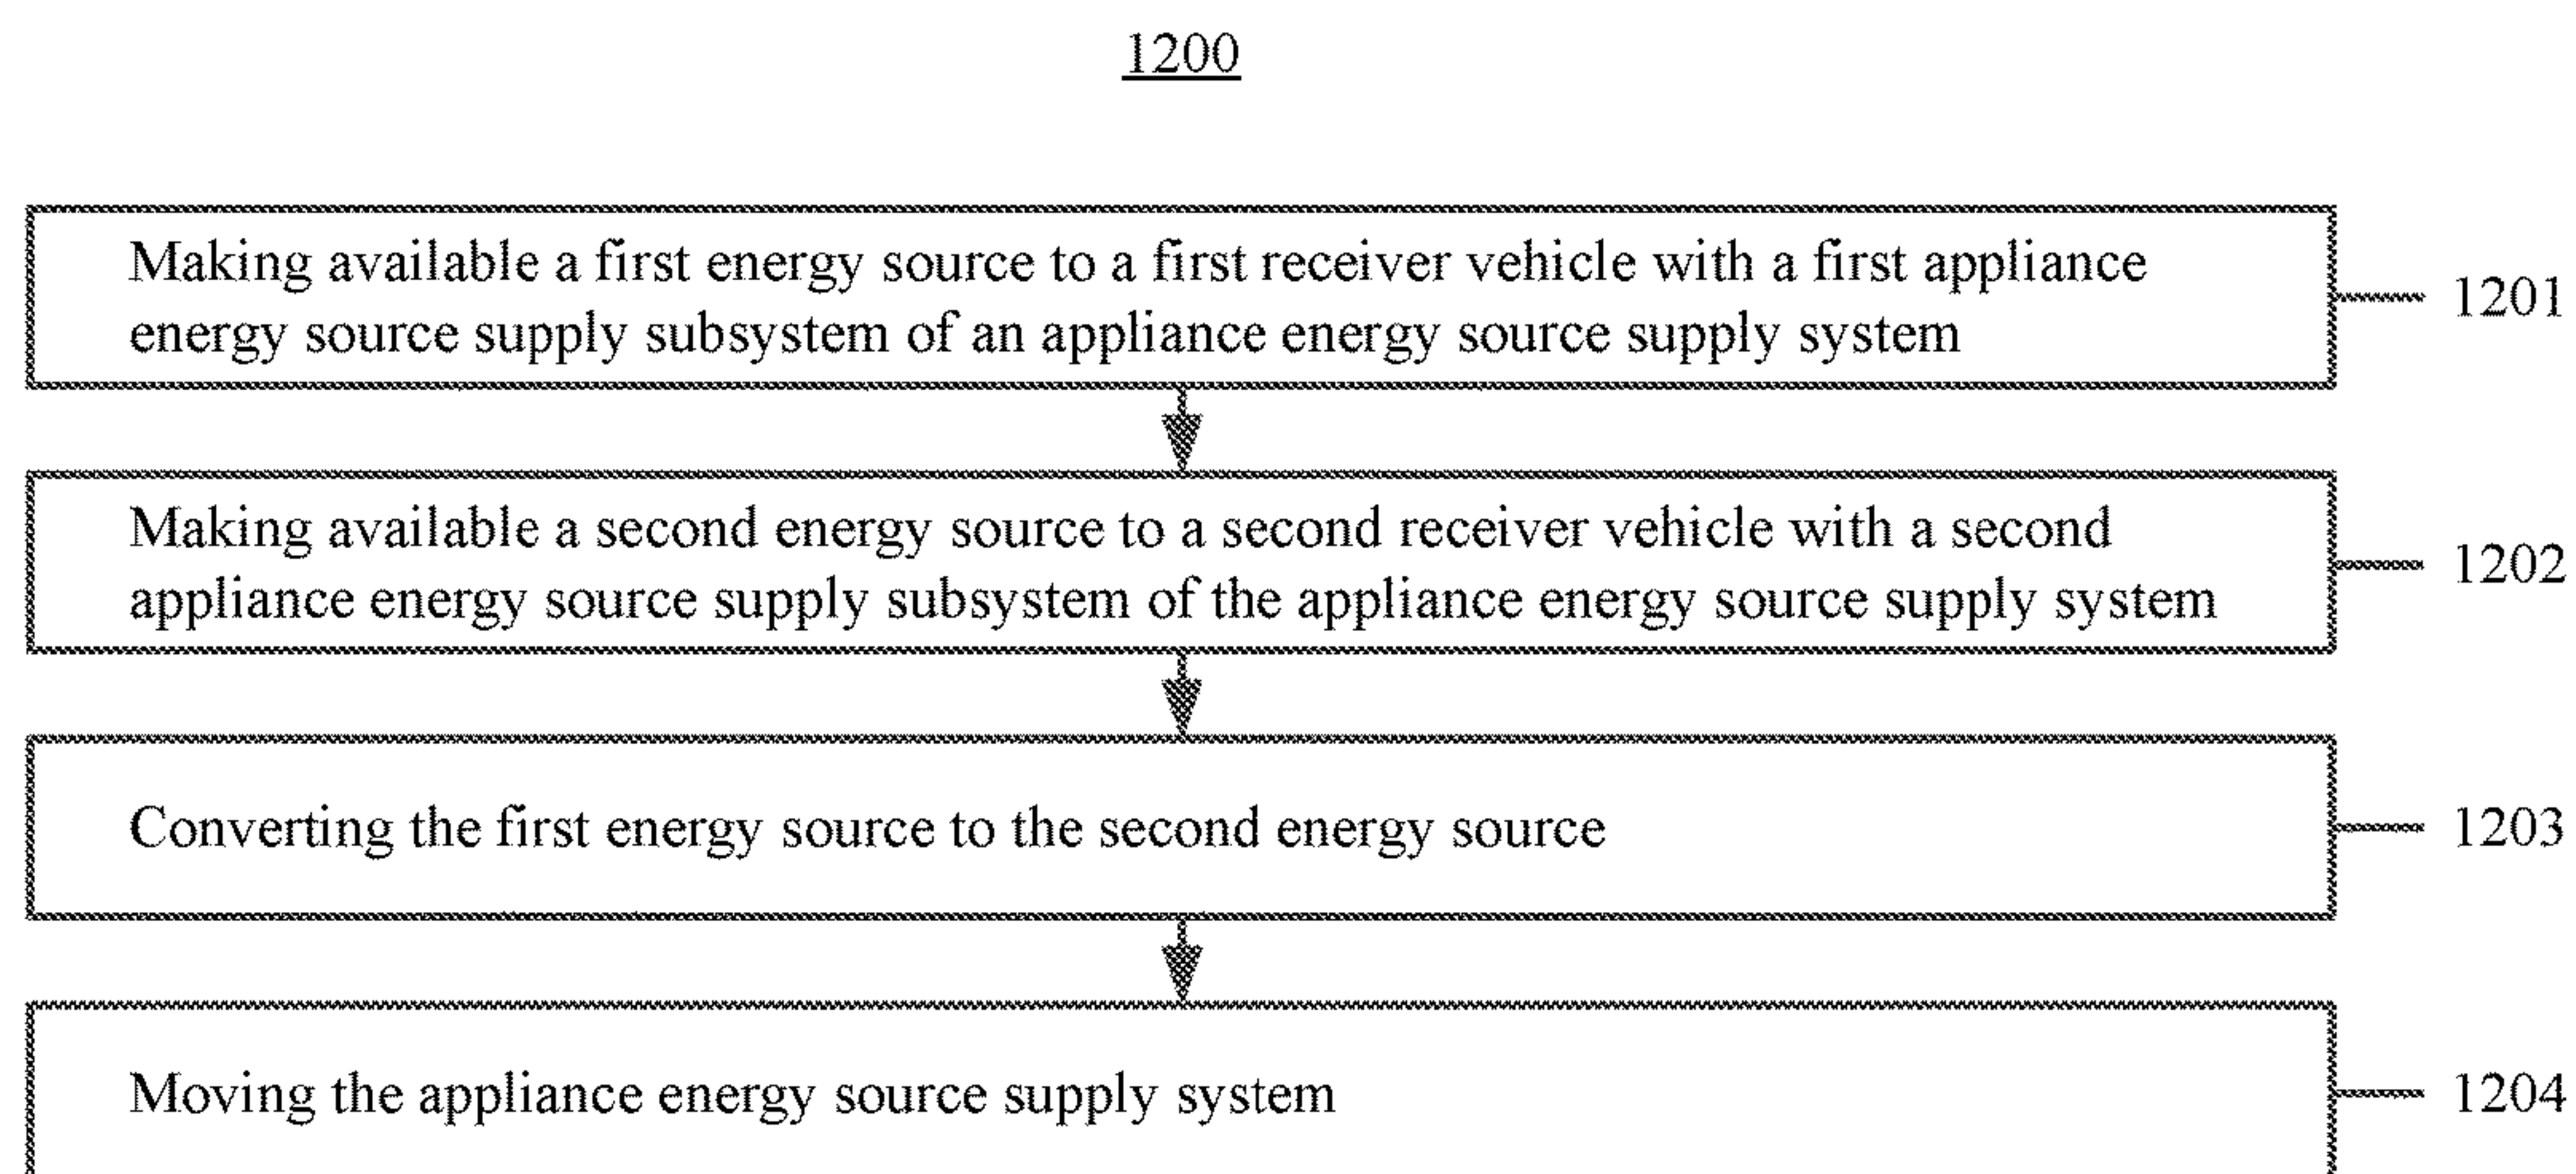 1200
Making available a first energy source to a first receiver vehicle with a first appliance
energy source supply subsystem of an appliance energy source supply system
1201
Making available a second energy source to a second receiver vehicle with a second
appliance energy source supply subsystem of the appliance energy source supply system
1202
Converting the first energy source to the second energy source
1203
Moving the appliance energy source supply system
1204